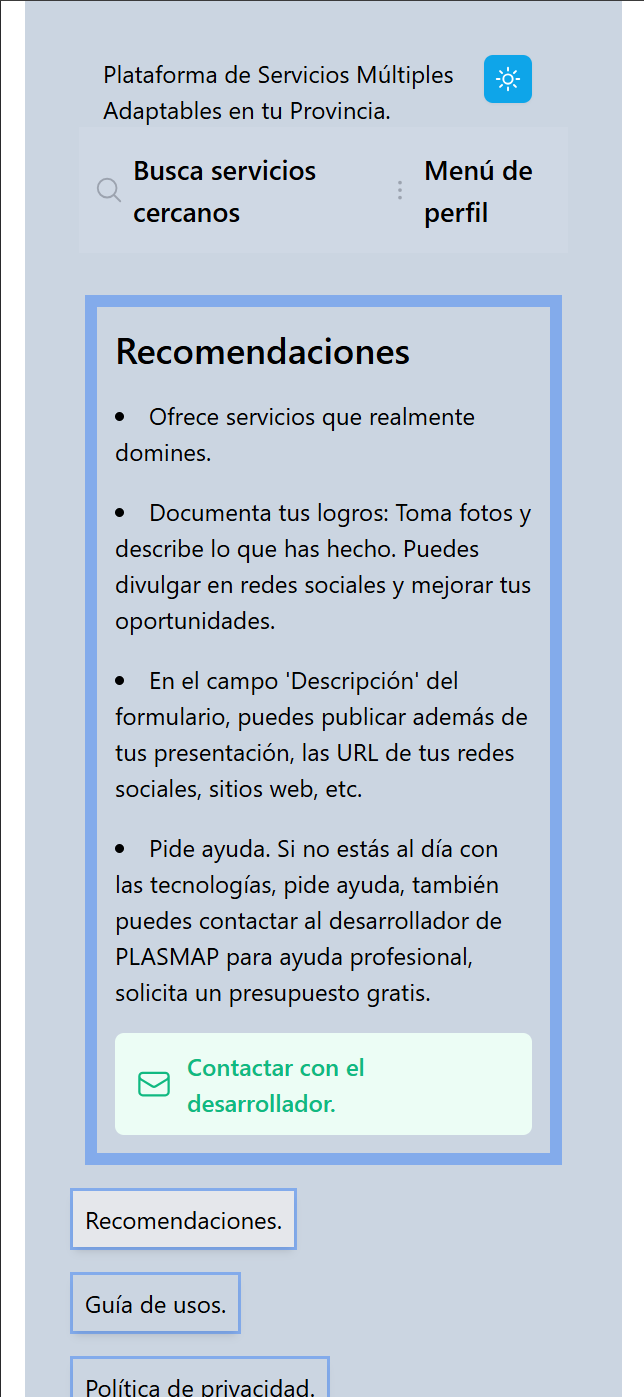 Plataforma de Servicios Múltiples
Adaptables en tu Provincia.
Busca servicios
cercanos
Menú de
perfil
Recomendaciones
• Ofrece servicios que realmente
domines.
• Documenta tus logros: Toma fotos y
describe lo que has hecho. Puedes
divulgar en redes sociales y mejorar tus
oportunidades.
• En el campo 'Descripción' del
formulario, puedes publicar además de
tus presentación, las URL de tus redes
sociales, sitios web, etc.
• Pide ayuda. Si no estás al día con
las tecnologías, pide ayuda, también
puedes contactar al desarrollador de
PLASMAP para ayuda profesional,
solicita un presupuesto gratis.
Contactar con el
desarrollador.
Recomendaciones.
Guía de usos.
Política de privacidad.